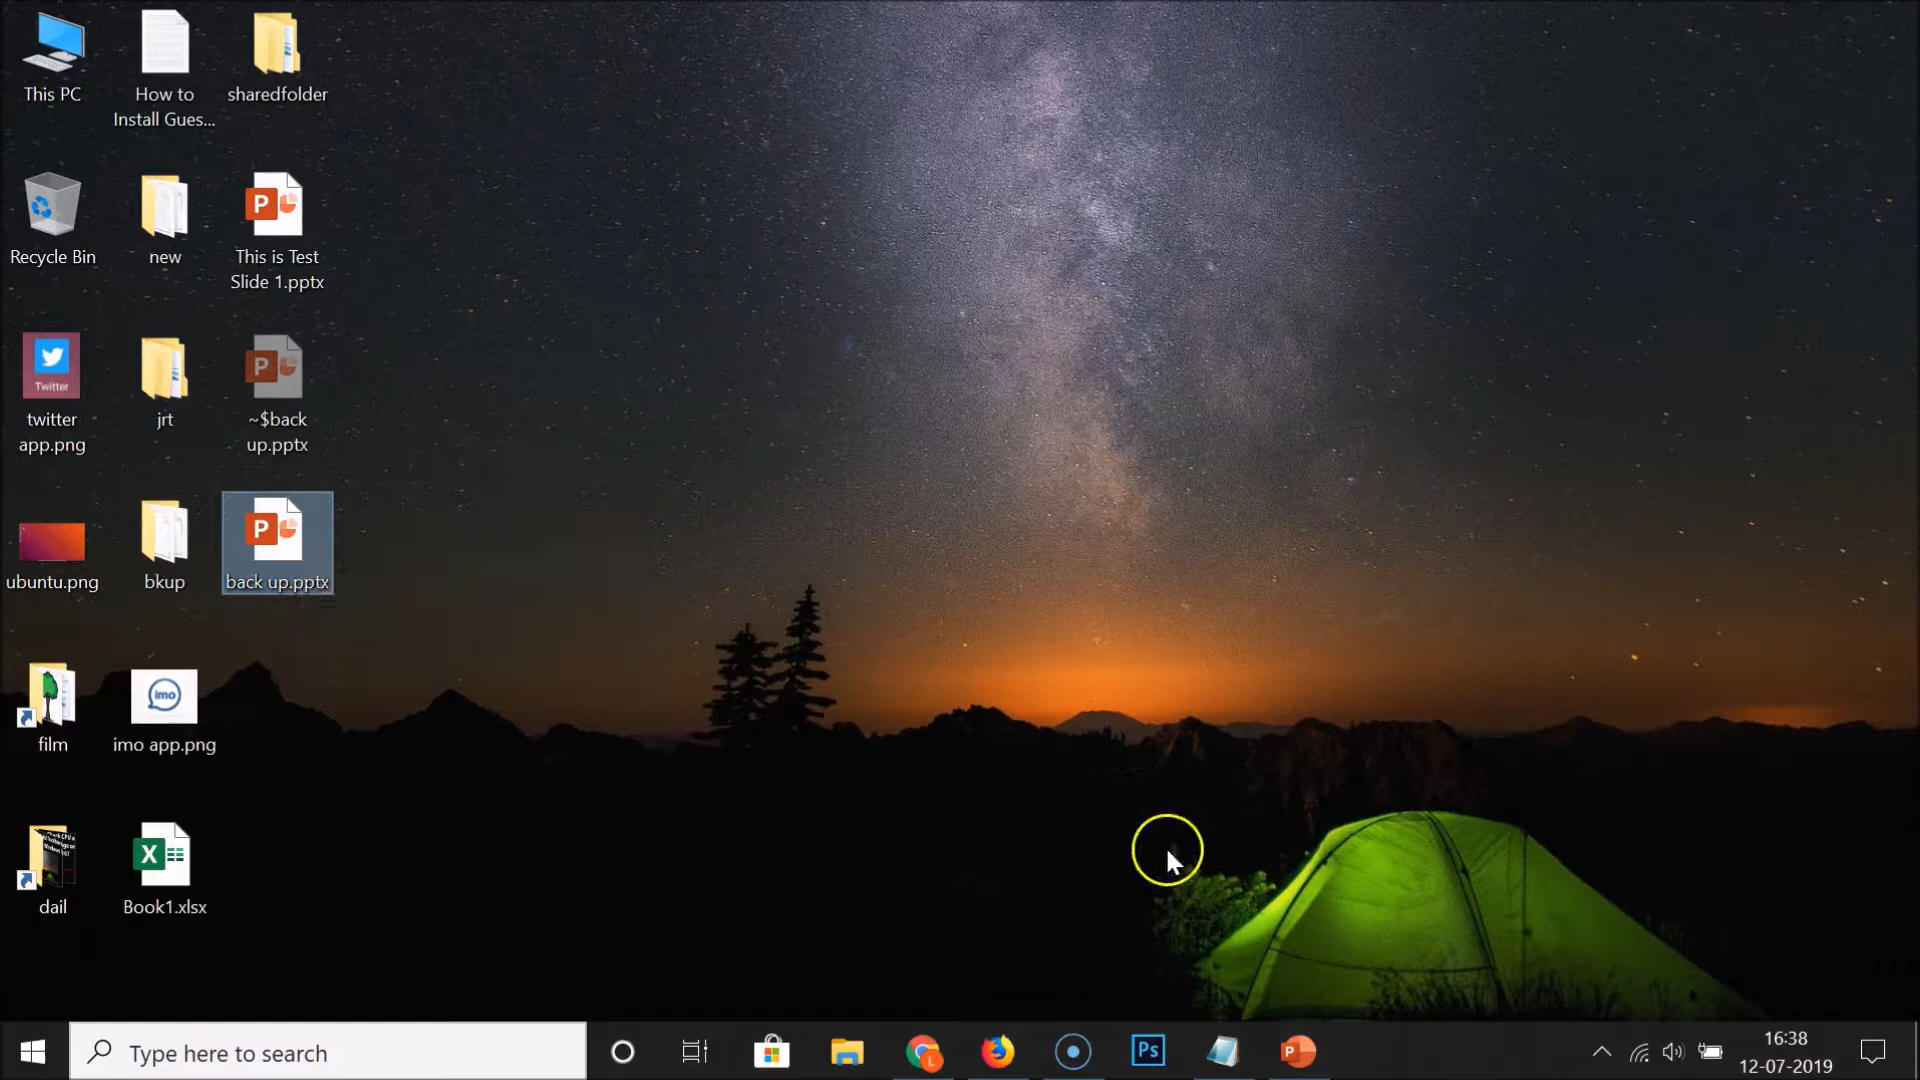 This PC
How to
Install Gues...
sharedfolder
Recycle Bin
new
This is Test
Slide 1.pptx
Twitter
twitter
app.png
jrt
~$back
up.pptx
ubuntu.png
bkup
back up.pptx
film
imo
imo app.png
dail
Book1.xlsx
Type here to search
L
Ps
P
16:38
12-07-2019